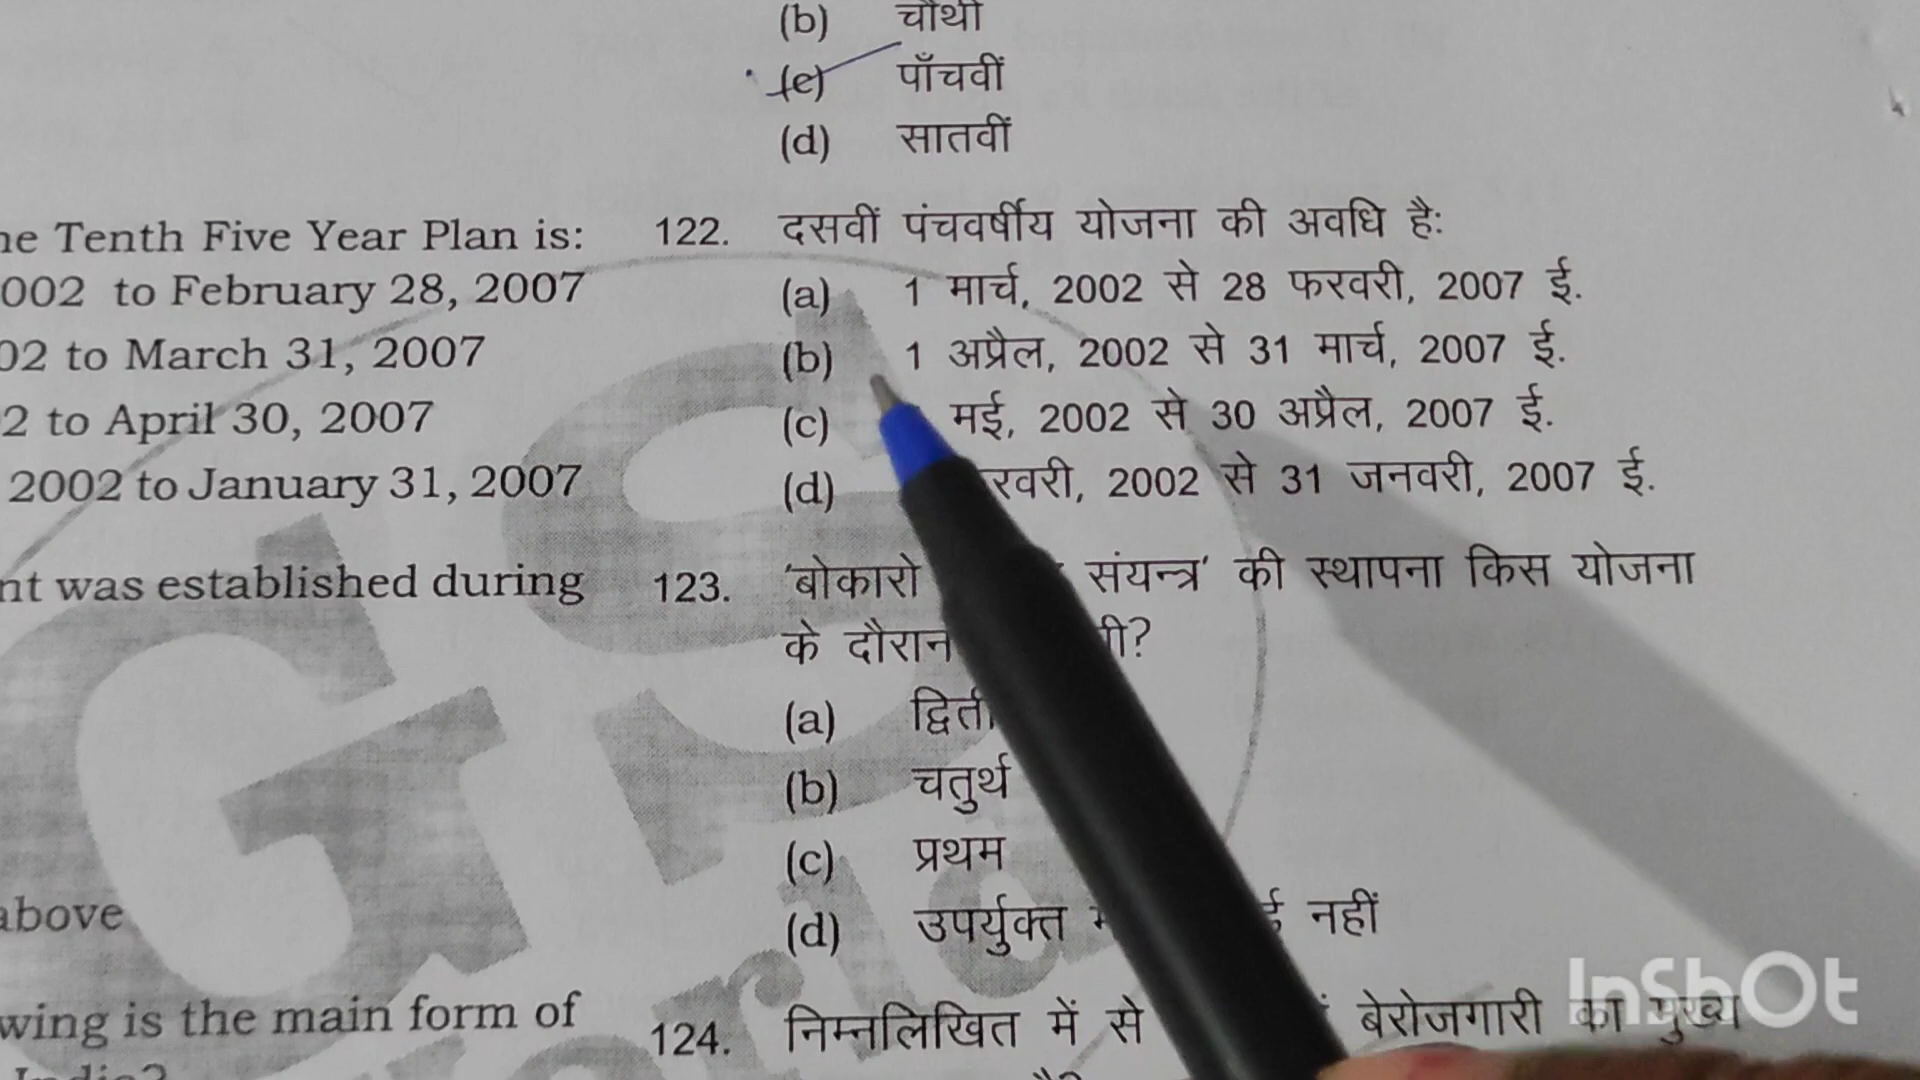 (b) चौथी
(c) पाँचवीं
(d) सातवीं
Tenth Five Year Plan is:
002 to February 28, 2007
02 to March 31, 2007
2 to April 30, 2007
2002 to January 31, 2007
122. दसवीं पंचवर्षीय योजना की अवधि है:
(a) 1 मार्च, 2002 से 28 फरवरी, 2007 ई.
(b) 1 अप्रैल, 2002 से 31 मार्च, 2007 ई.
(c) मई, 2002 से 30 अप्रैल, 2007 ई.
(d) रवरी, 2002 से 31 जनवरी, 2007 ई.
nt was established during
above
123. 'बोकारो संयन्त्र' की स्थापना किस योजना
के दौरान
(a)
(b) चतुर्थ
(c) प्रथम
(d) उपर्युक्त नहीं
wing is the main form of
124. निम्नलिखित में से बेरोजगारी का मुख्य
GS
InShOt